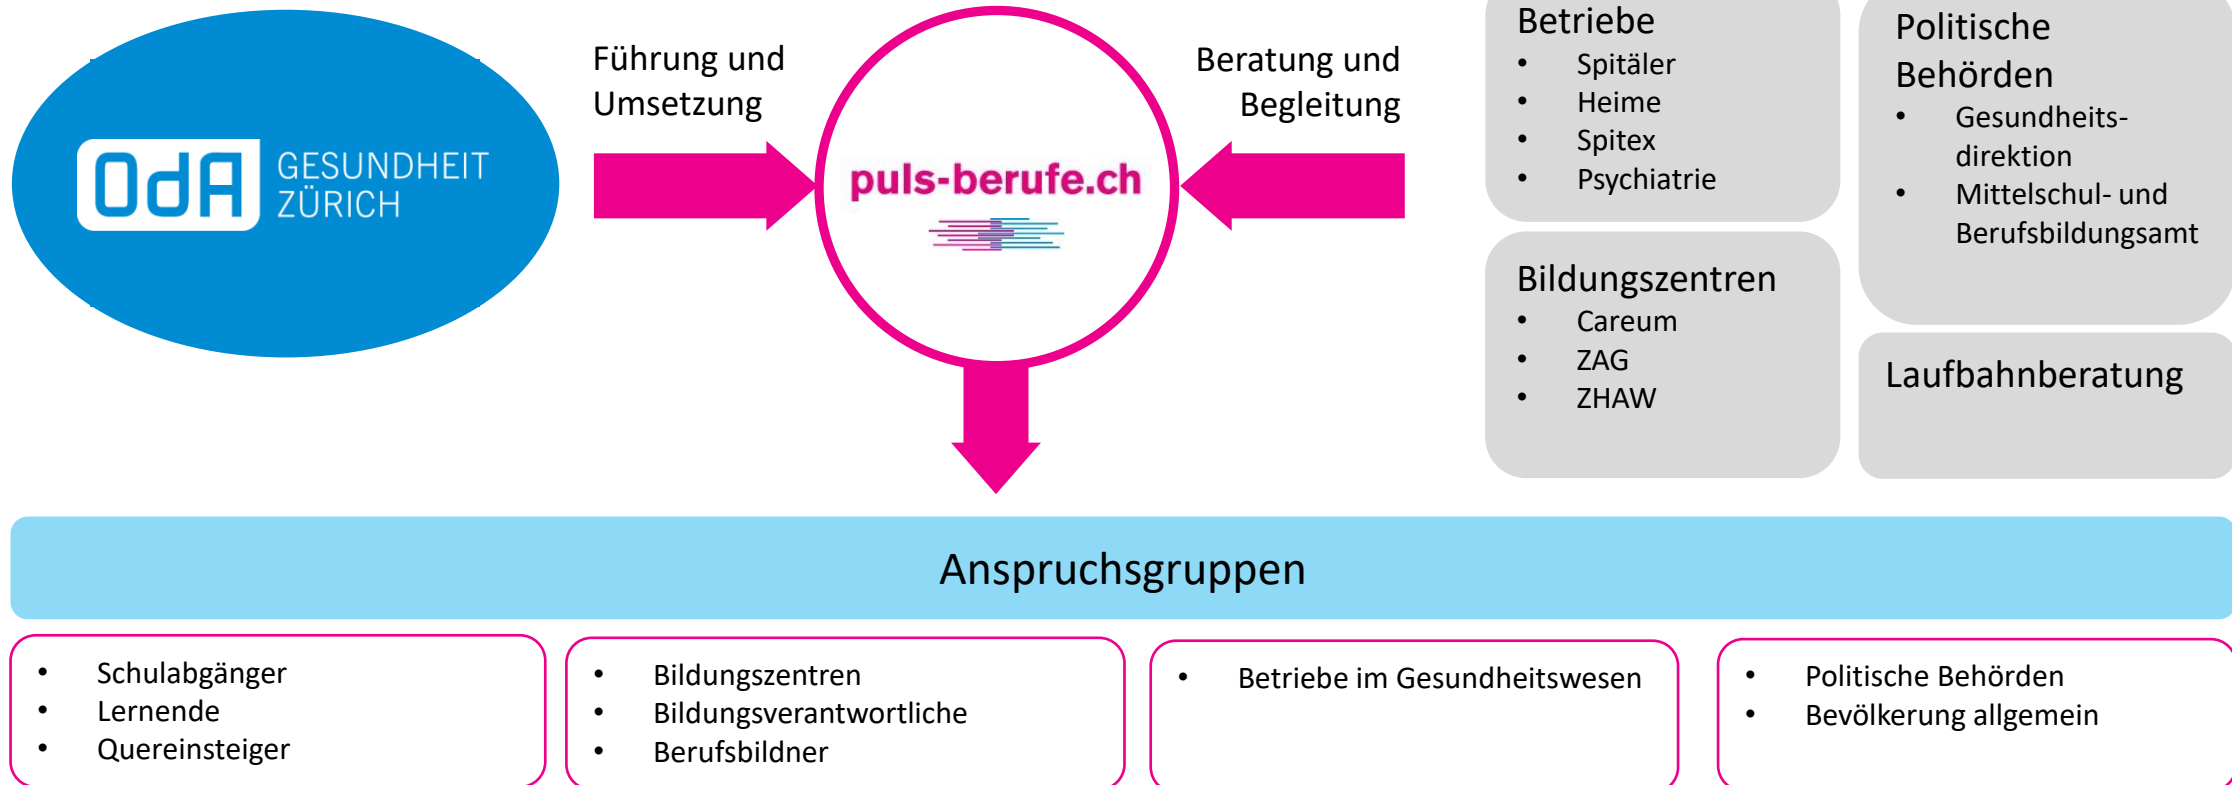 OdA GESUNDHEIT
ZÜRICH
Führung und
Umsetzung
puls-berufe.ch
Beratung und
Begleitung
Betriebe
• Spitäler
• Heime
• Spitex
• Psychiatrie
Bildungszentren
• Careum
• ZAG
• ZHAW
Politische
Behörden
• Gesundheits-
direktion
• Mittelschul- und
Berufsbildungsamt
Laufbahnberatung
Anspruchsgruppen
• Schulabgänger
• Lernende
• Quereinsteiger
• Bildungszentren
• Bildungsverantwortliche
• Berufsbildner
• Betriebe im Gesundheitswesen
• Politische Behörden
• Bevölkerung allgemein